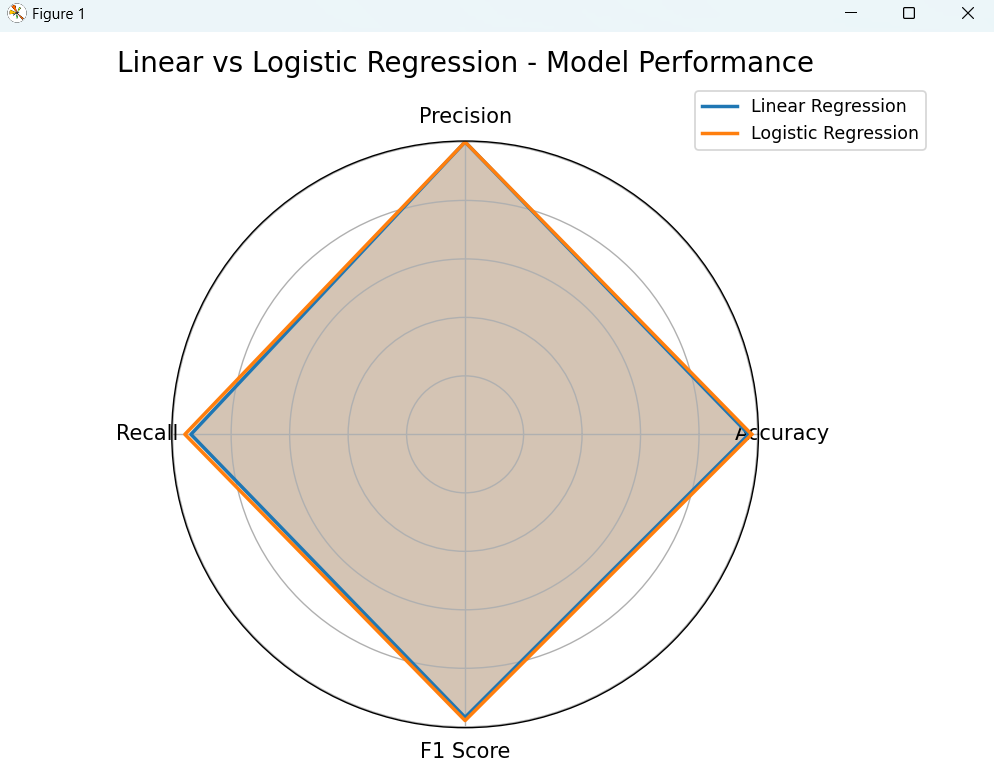 Figure 1
Linear vs Logistic Regression - Model Performance
Linear Regression
Logistic Regression
Precision
Recall
Accuracy
F1 Score